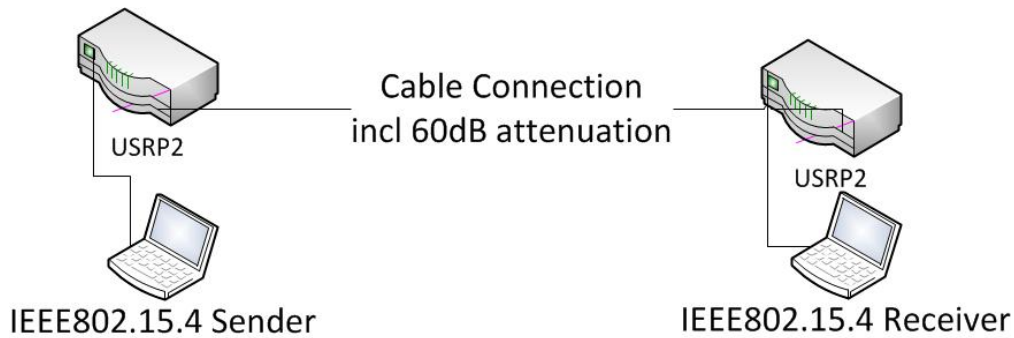 Cable Connection
incl 60dB attenuation
USRP2
USRP2
IEEE802.15.4 Sender
IEEE802.15.4 Receiver